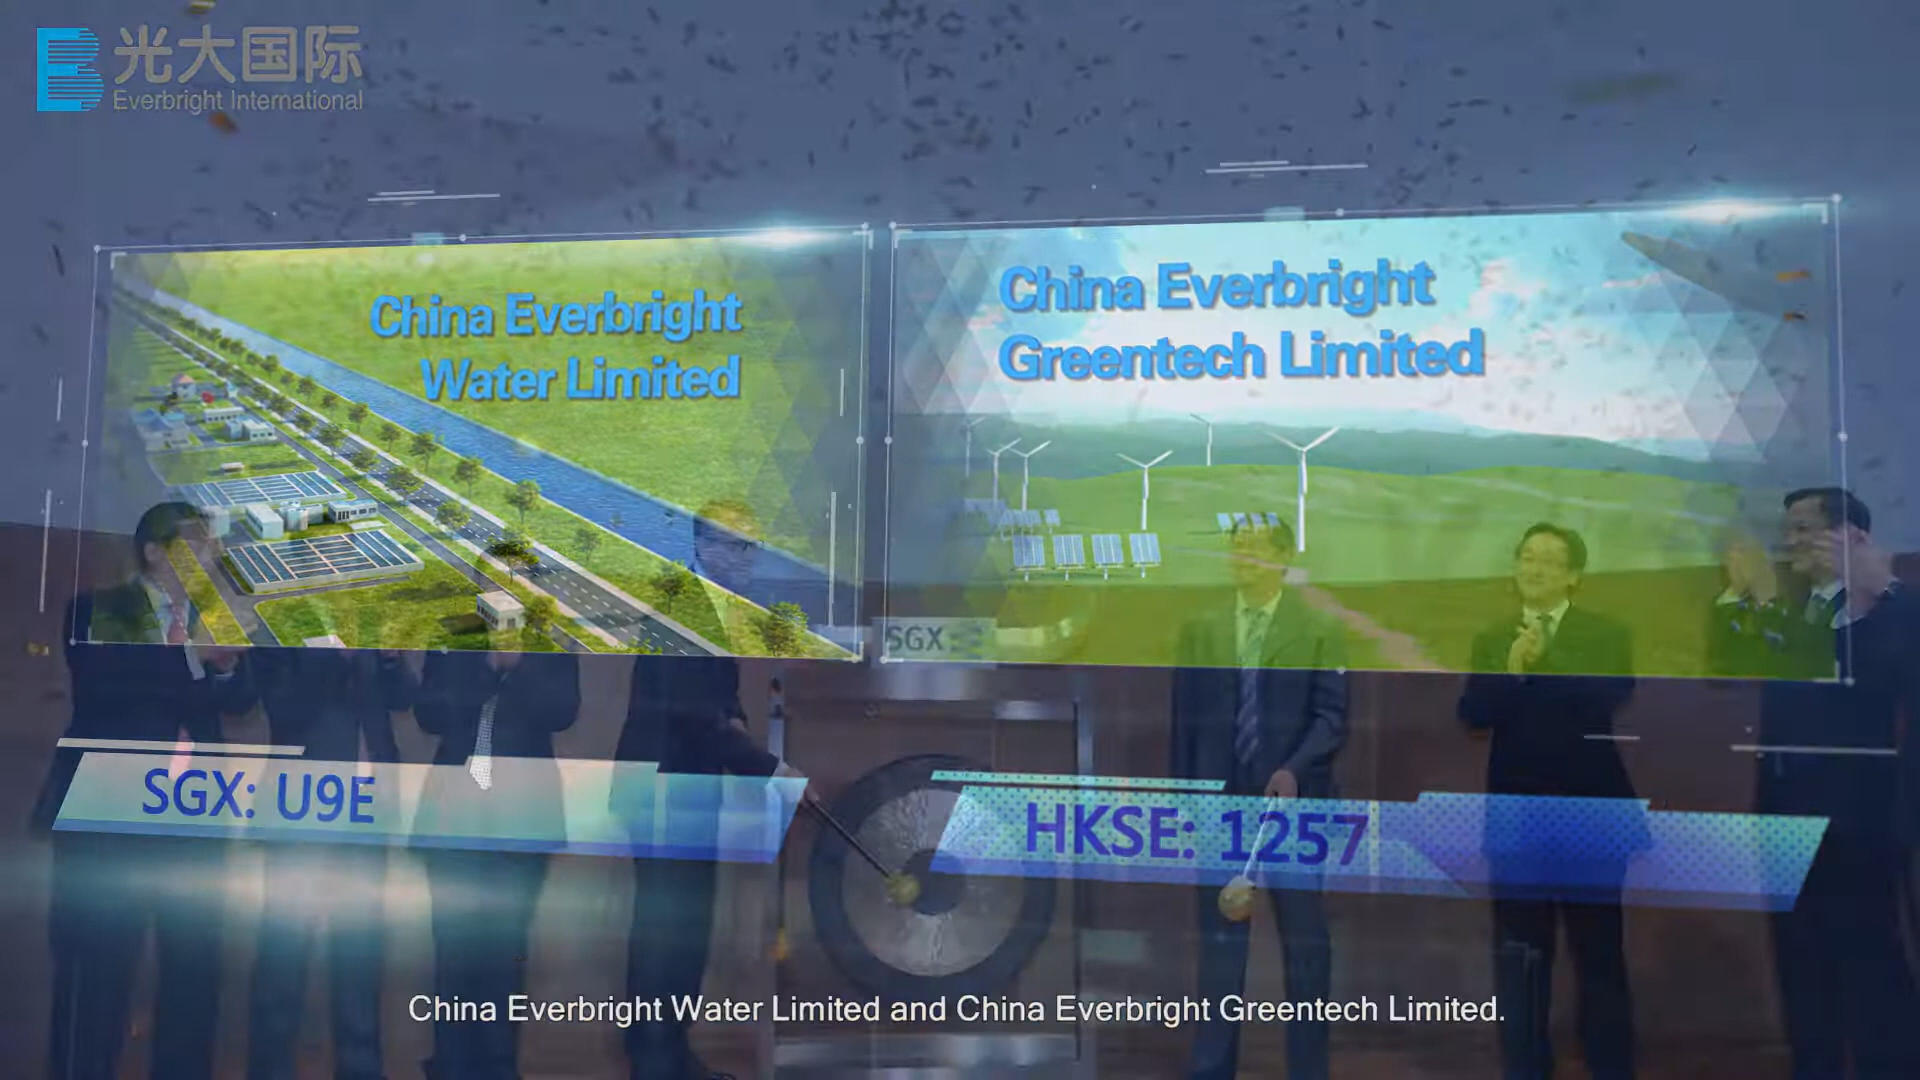 光大国际
Everbright International
China Everbright
Water Limited
China Everbright
Greentech Limited
SGX
SGX: U9E
HKSE: 1257
China Everbright Water Limited and China Everbright Greentech Limited.